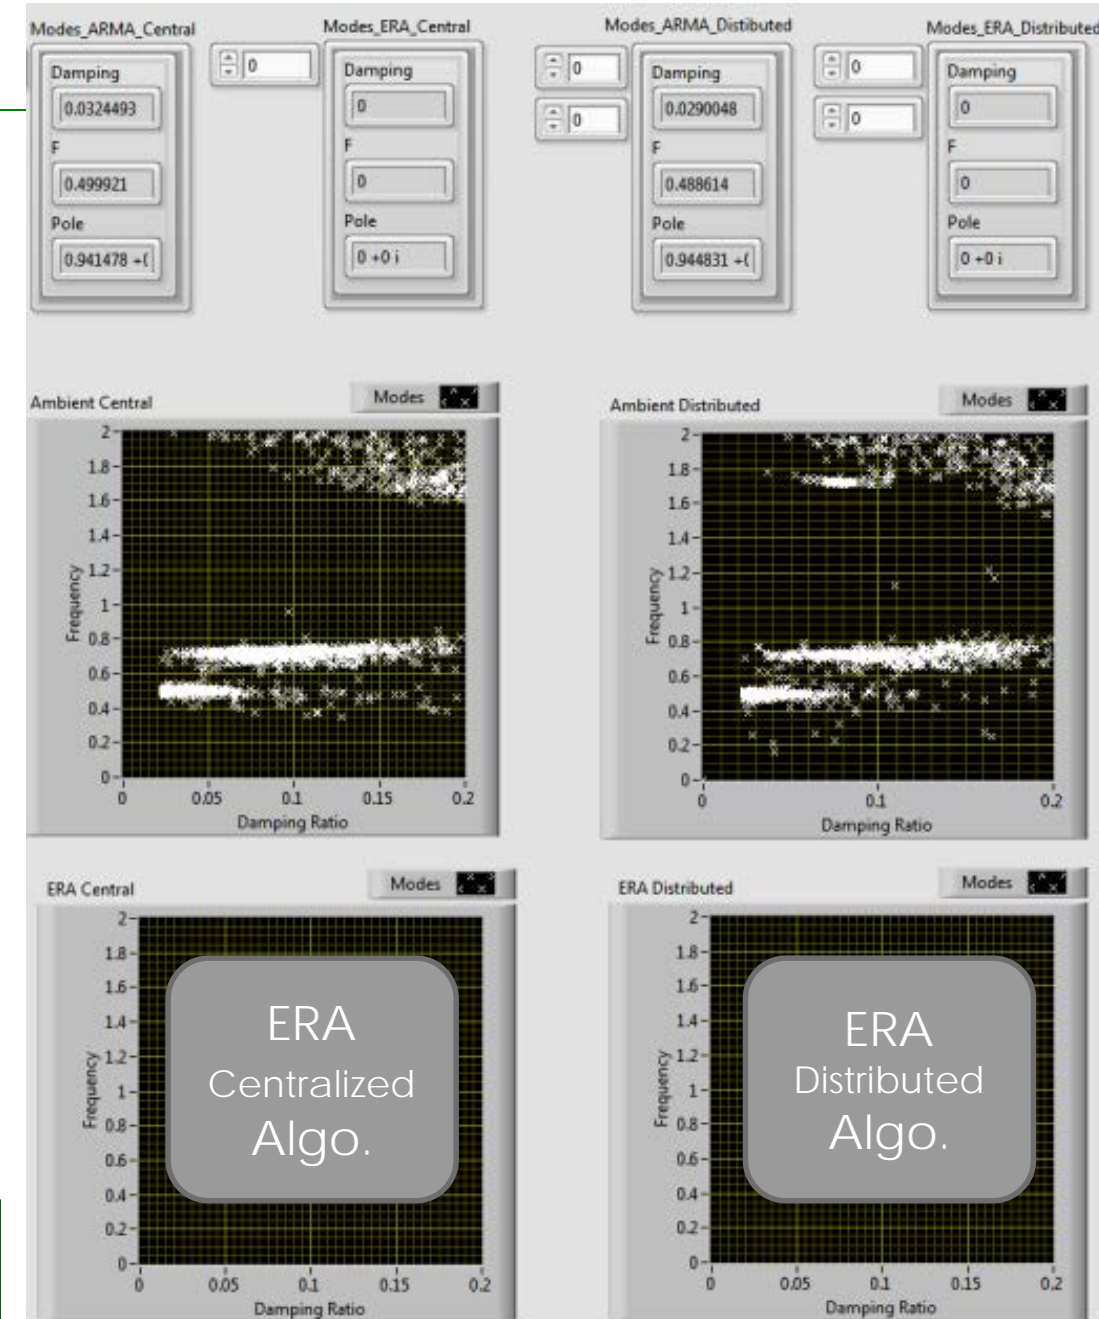 Modes_ARMA_Central
Damping
0.0324493
F
0.499921
Pole
0.941478 +(
Modes_ERA_Central
0
Damping
0
F
0
Pole
0 +0 i
Modes_ARMA_Distibuted
0
0
Damping
0.0290048
F
0.488614
Pole
0.944831 +(
Modes_ERA_Distributed
0
0
Damping
0
F
0
Pole
0 +0 i
Ambient Central
Modes
Frequency
2
1.8
1.6
1.4
1.2
1
0.8
0.6
0.4
0.2
0
0 0.05 0.1 0.15 0.2
Damping Ratio
Ambient Distributed
Modes
Frequency
2
1.8
1.6
1.4
1.2
1
0.8
0.6
0.4
0.2
0
0 0.1 0.2
Damping Ratio
ERA Central
Modes
Frequency
2
1.8
1.6
1.4
1.2
1
0.8
0.6
0.4
0.2
0
0 0.05 0.1 0.15 0.2
Damping Ratio
ERA
Centralized
Algo.
ERA Distributed
Modes
Frequency
2
1.8
1.6
1.4
1.2
1
0.8
0.6
0.4
0.2
0
0 0.05 0.1 0.15 0.2
Damping Ratio
ERA
Distributed
Algo.